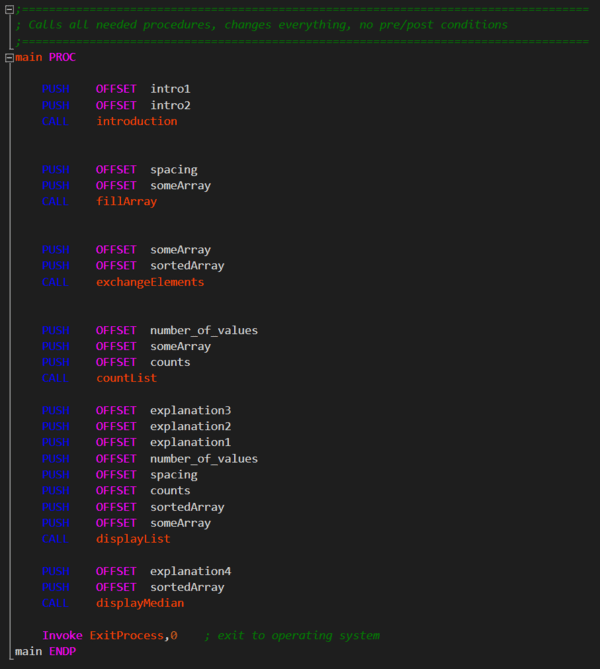 ;====================================================================================
; Calls all needed procedures, changes everything, no pre/post conditions
;====================================================================================
main PROC
PUSH OFFSET intro1
PUSH OFFSET intro2
CALL introduction
PUSH OFFSET spacing
PUSH OFFSET someArray
CALL fillArray
PUSH OFFSET someArray
PUSH OFFSET sortedArray
CALL exchangeElements
PUSH OFFSET number_of_values
PUSH OFFSET someArray
PUSH OFFSET counts
CALL countList
PUSH OFFSET explanation3
PUSH OFFSET explanation2
PUSH OFFSET explanation1
PUSH OFFSET number_of_values
PUSH OFFSET spacing
PUSH OFFSET counts
PUSH OFFSET sortedArray
PUSH OFFSET someArray
CALL displayList
PUSH OFFSET explanation4
PUSH OFFSET sortedArray
CALL displayMedian
Invoke ExitProcess,0 ; exit to operating system
main ENDP